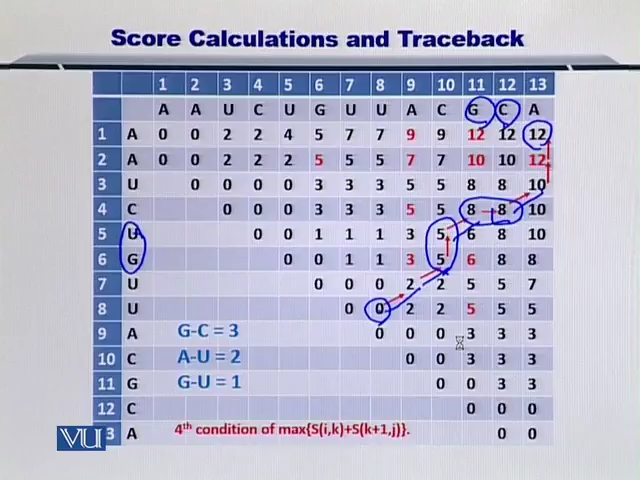 Score Calculations and Traceback
1 2 3 4 5 6 7 8 9 10 11 12 13
A A U C U G U U A C G C A
1 A 0 0 2 2 4 5 7 7 9 9 12 12 12
2 A 0 0 2 2 2 5 5 5 7 7 10 10 12
3 U 0 0 0 0 3 3 3 5 5 8 8 10
4 C 0 0 0 3 3 3 5 5 8 8 10
5 U 0 0 1 1 1 3 5 6 8 10
6 G 0 0 1 1 3 5 6 8 8
7 U 0 0 0 2 2 5 5 7
8 U 0 0 2 2 5 5 5
9 A G-C = 3 0 0 0 3 3 3
10 C A-U = 2 0 0 3 3 3
11 G G-U = 1 0 0 3 3
12 C 0 0 0
VU 3 A 4th condition of max{S(i,k)+S(k+1,j)}. 0 0